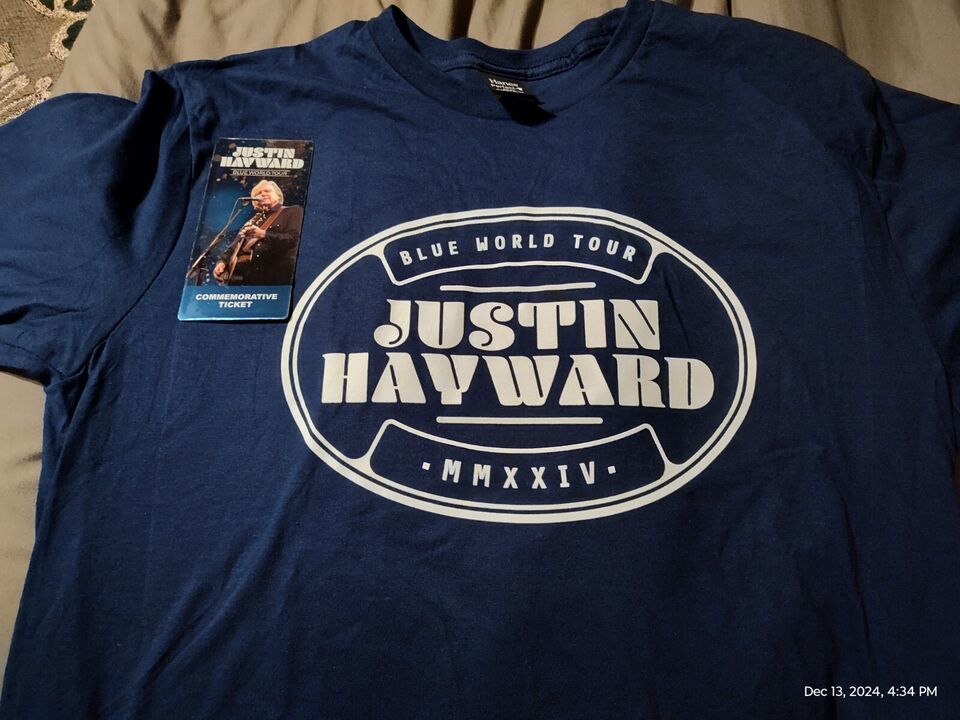 Hanes
JUSTIN
HAYWARD
BLUE WORLD TOUR
COMMEMORATIVE
TICKET
BLUE WORLD TOUR
JUSTIN
HAYWARD
·MMXXIV·
Dec 13, 2024, 4:34 PM